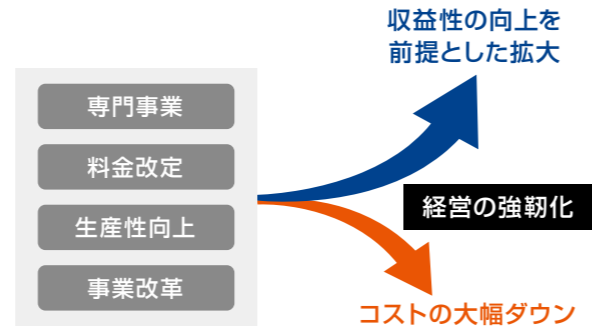 収益性の向上を
前提とした拡大
専門事業
料金改定
生産性向上
事業改革
経営の強靭化
コストの大幅ダウン